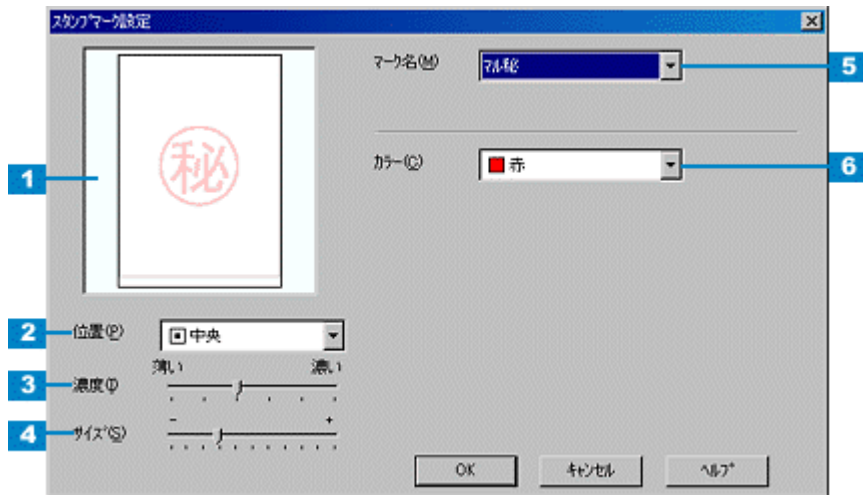 スタンプマーク設定
マーク名(M)
マル秘
5
秘
カラー(C)
赤
6
1
2
位置(P)
中央
薄い
濃い
3
濃度(I)
-
+
4
サイズ(S)
OK
キャンセル
ヘルプ